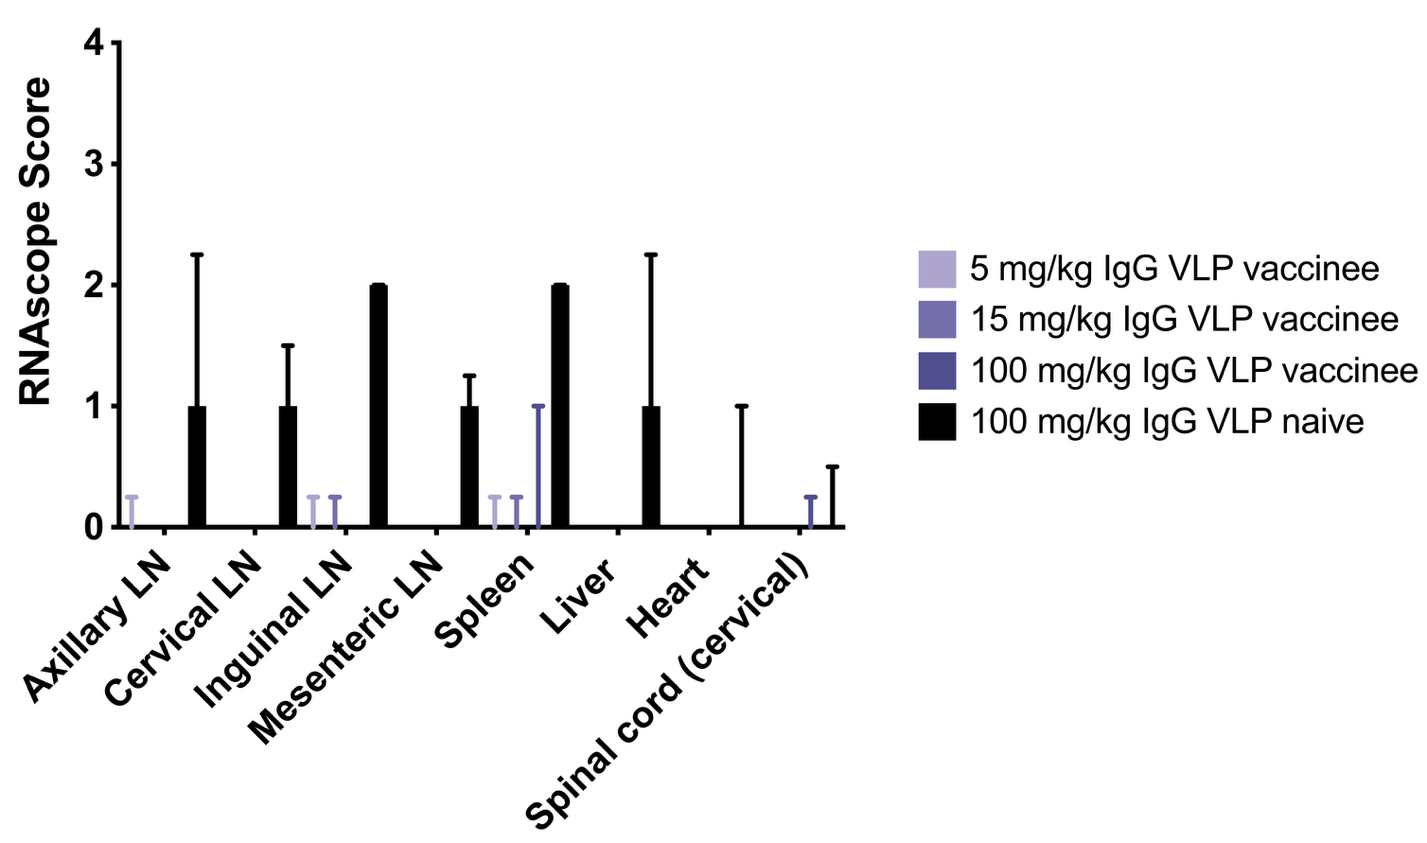 RNAscope Score
4
3
2
1
0
Axillary LN
Cervical LN
Inguinal LN
Mesenteric LN
Spleen
Liver
Heart
Spinal cord (cervical)
5 mg/kg IgG VLP vaccinee
15 mg/kg IgG VLP vaccinee
100 mg/kg IgG VLP vaccinee
100 mg/kg IgG VLP naive